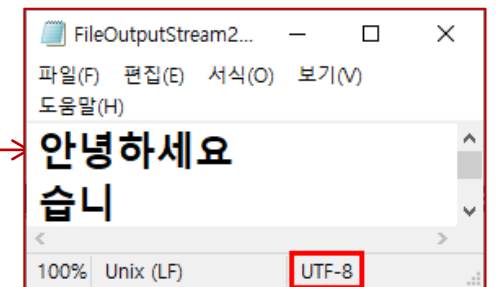 FileOutputStream2...
파일(F) 편집(E) 서식(O) 보기(V)
도움말(H)
안녕하세요
습니
100% Unix (LF) UTF-8